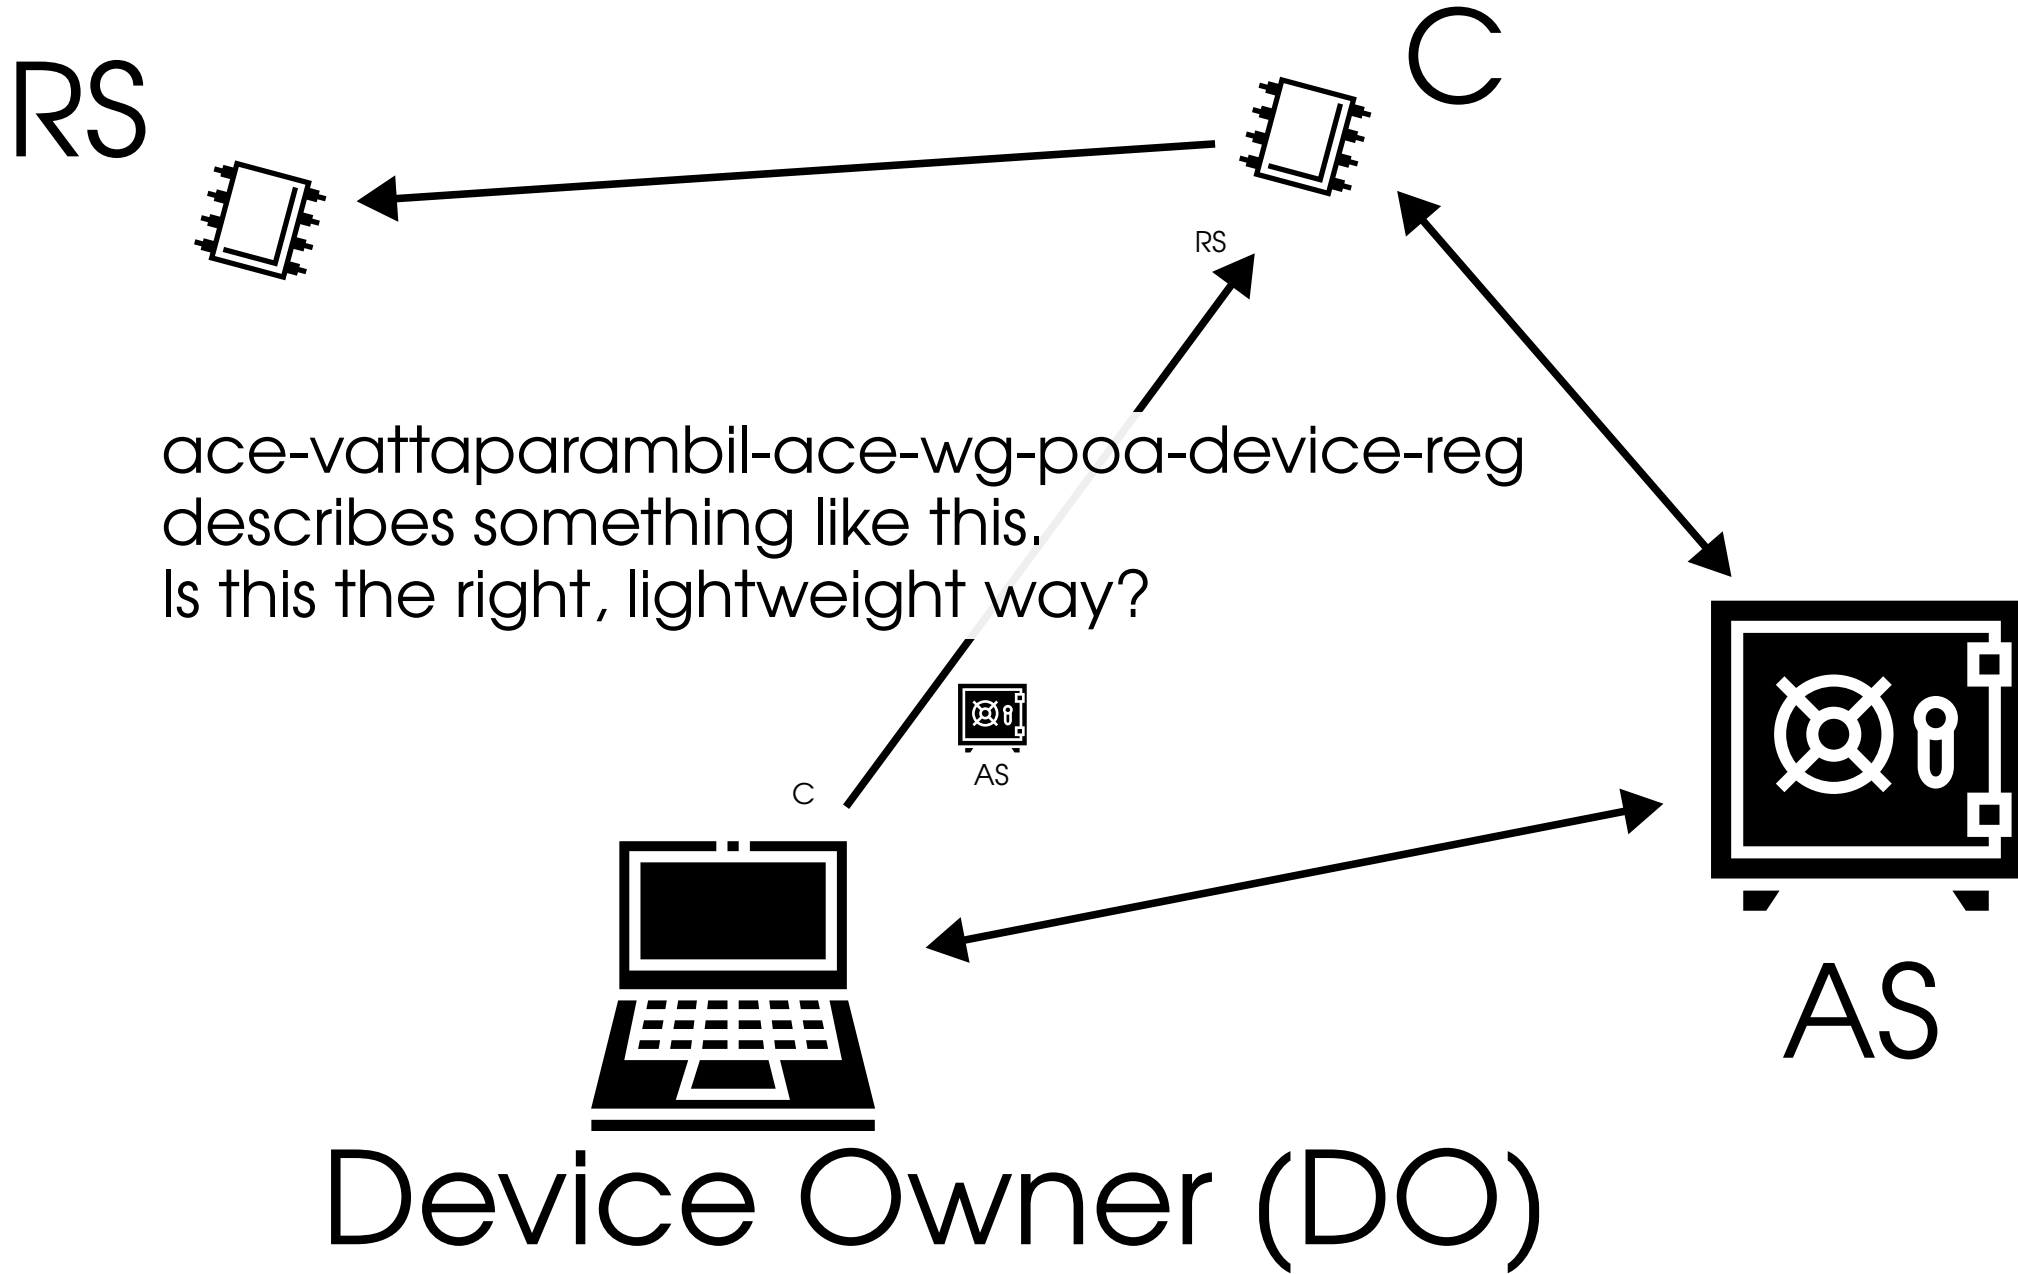 C
RS
RS
ace-vattaparambil-ace-wg-poa-device-reg
describes something like this.
Is this the right, lightweight way?
AS
C
AS
Device Owner (DO)